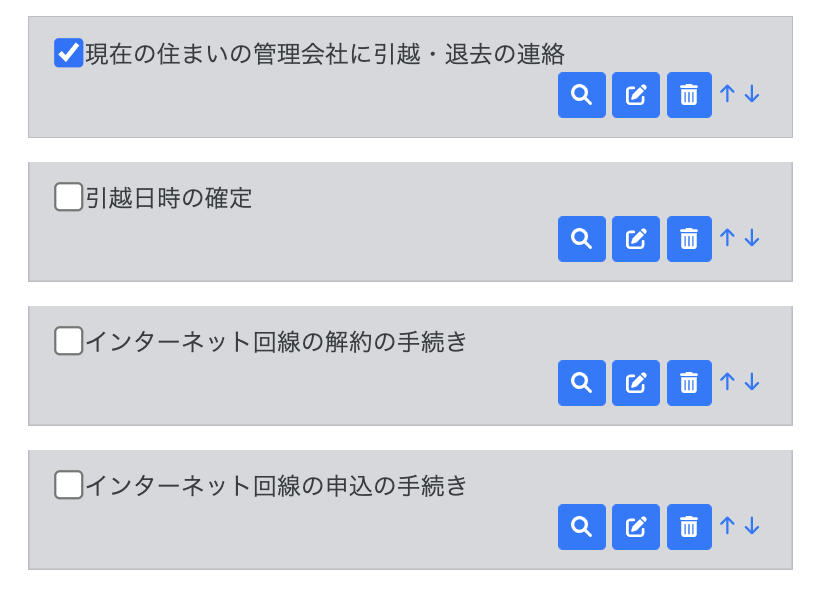 現在の住まいの管理会社に引越・退去の連絡
引越日時の確定
インターネット回線の解約の手続き
インターネット回線の申込の手続き